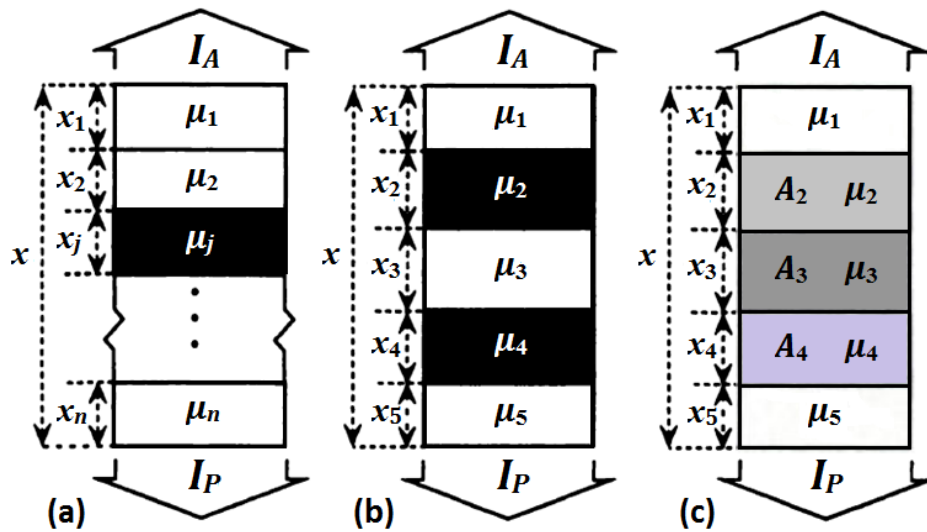 I_A
x_1
μ_1
x_2
μ_2
x_j
μ_j
x
⋮
x_n
μ_n
I_P
(a)
I_A
x_1
μ_1
x_2
μ_2
x
x_3
μ_3
x_4
μ_4
x_5
μ_5
I_P
(b)
I_A
x_1
μ_1
x_2
A_2 μ_2
x
x_3
A_3 μ_3
x_4
A_4 μ_4
x_5
μ_5
I_P
(c)